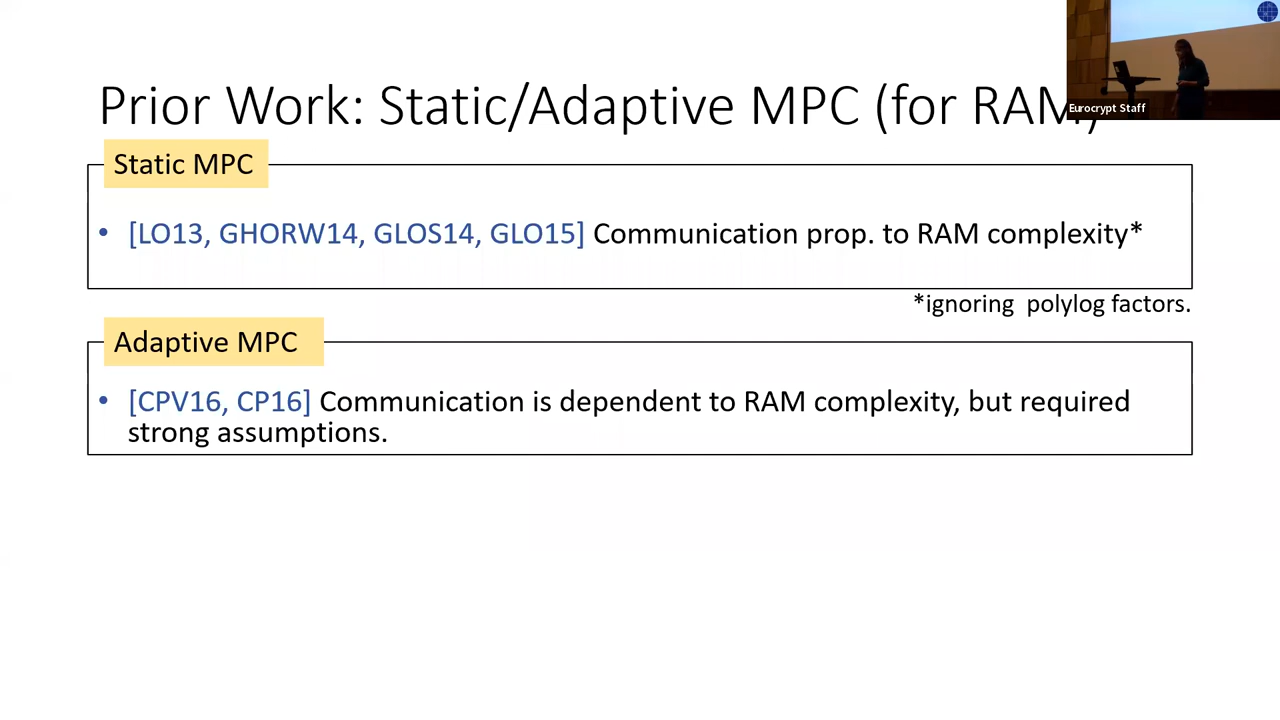 Prior Work: Static/Adaptive MPC (for RAM)
Eurocrypt Staff
Static MPC
• [LO13, GHORW14, GLOS14, GLO15] Communication prop. to RAM complexity*
*ignoring polylog factors.
Adaptive MPC
• [CPV16, CP16] Communication is dependent to RAM complexity, but required
strong assumptions.